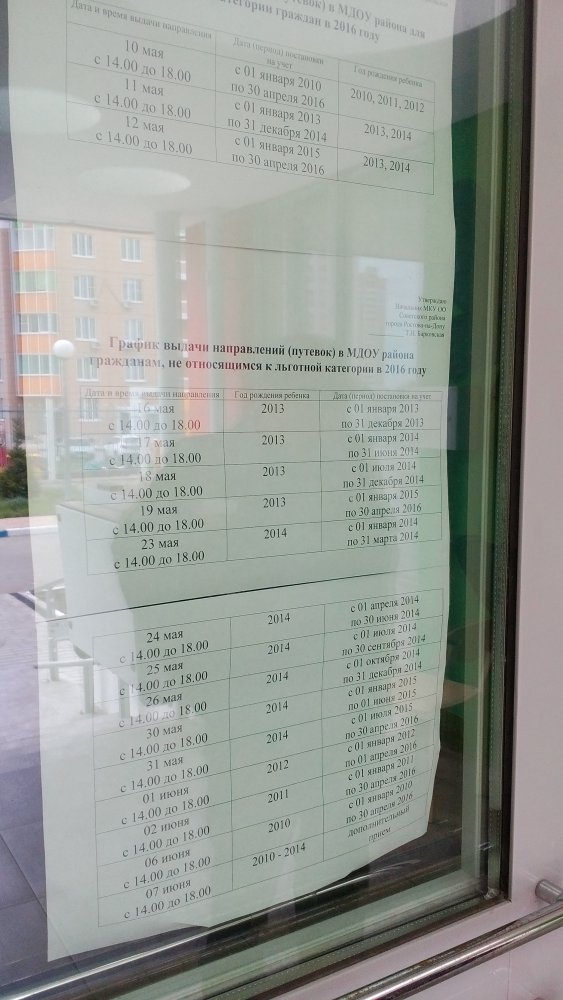 (путевок) в МДОУ района для
категории граждан в 2016 году
Дата и время выдачи направления Дата (период) постановки на учет Год рождения ребенка
10 мая с 14.00 до 18.00 с 01 января 2010 по 30 апреля 2016 2010, 2011, 2012
11 мая с 14.00 до 18.00 с 01 января 2013 по 31 декабря 2014 2013, 2014
12 мая с 14.00 до 18.00 с 01 января 2015 по 30 апреля 2016 2013, 2014
Утверждаю
Начальник МКУ ОО
Советского района
города Ростова-на-Дону
Т.Н. Барковская
График выдачи направлений (путевок) в МДОУ района
гражданам, не относящимся к льготной категории в 2016 году
Дата и время выдачи направления Год рождения ребенка Дата (период) постановки на учет
16 мая с 14.00 до 18.00 2013 с 01 января 2013 по 31 декабря 2013
17 мая с 14.00 до 18.00 2013 с 01 января 2014 по 31 июня 2014
18 мая с 14.00 до 18.00 2013 с 01 июля 2014 по 31 декабря 2014
19 мая с 14.00 до 18.00 2013 с 01 января 2015 по 30 апреля 2016
23 мая с 14.00 до 18.00 2014 с 01 января 2014 по 31 марта 2014
24 мая с 14.00 до 18.00 2014 с 01 апреля 2014 по 30 июня 2014
25 мая с 14.00 до 18.00 2014 с 01 июля 2014 по 30 сентября 2014
26 мая с 14.00 до 18.00 2014 с 01 октября 2014 по 31 декабря 2014
30 мая с 14.00 до 18.00 2014 с 01 января 2015 по 01 июня 2015
31 мая с 14.00 до 18.00 2014 с 01 июля 2015 по 30 апреля 2016
01 июня с 14.00 до 18.00 2012 с 01 января 2012 по 01 апреля 2016
02 июня с 14.00 до 18.00 2011 с 01 января 2011 по 30 апреля 2016
06 июня с 14.00 до 18.00 2010 с 01 января 2010 по 30 апреля 2016
07 июня с 14.00 до 18.00 2010 - 2014 дополнительный прием